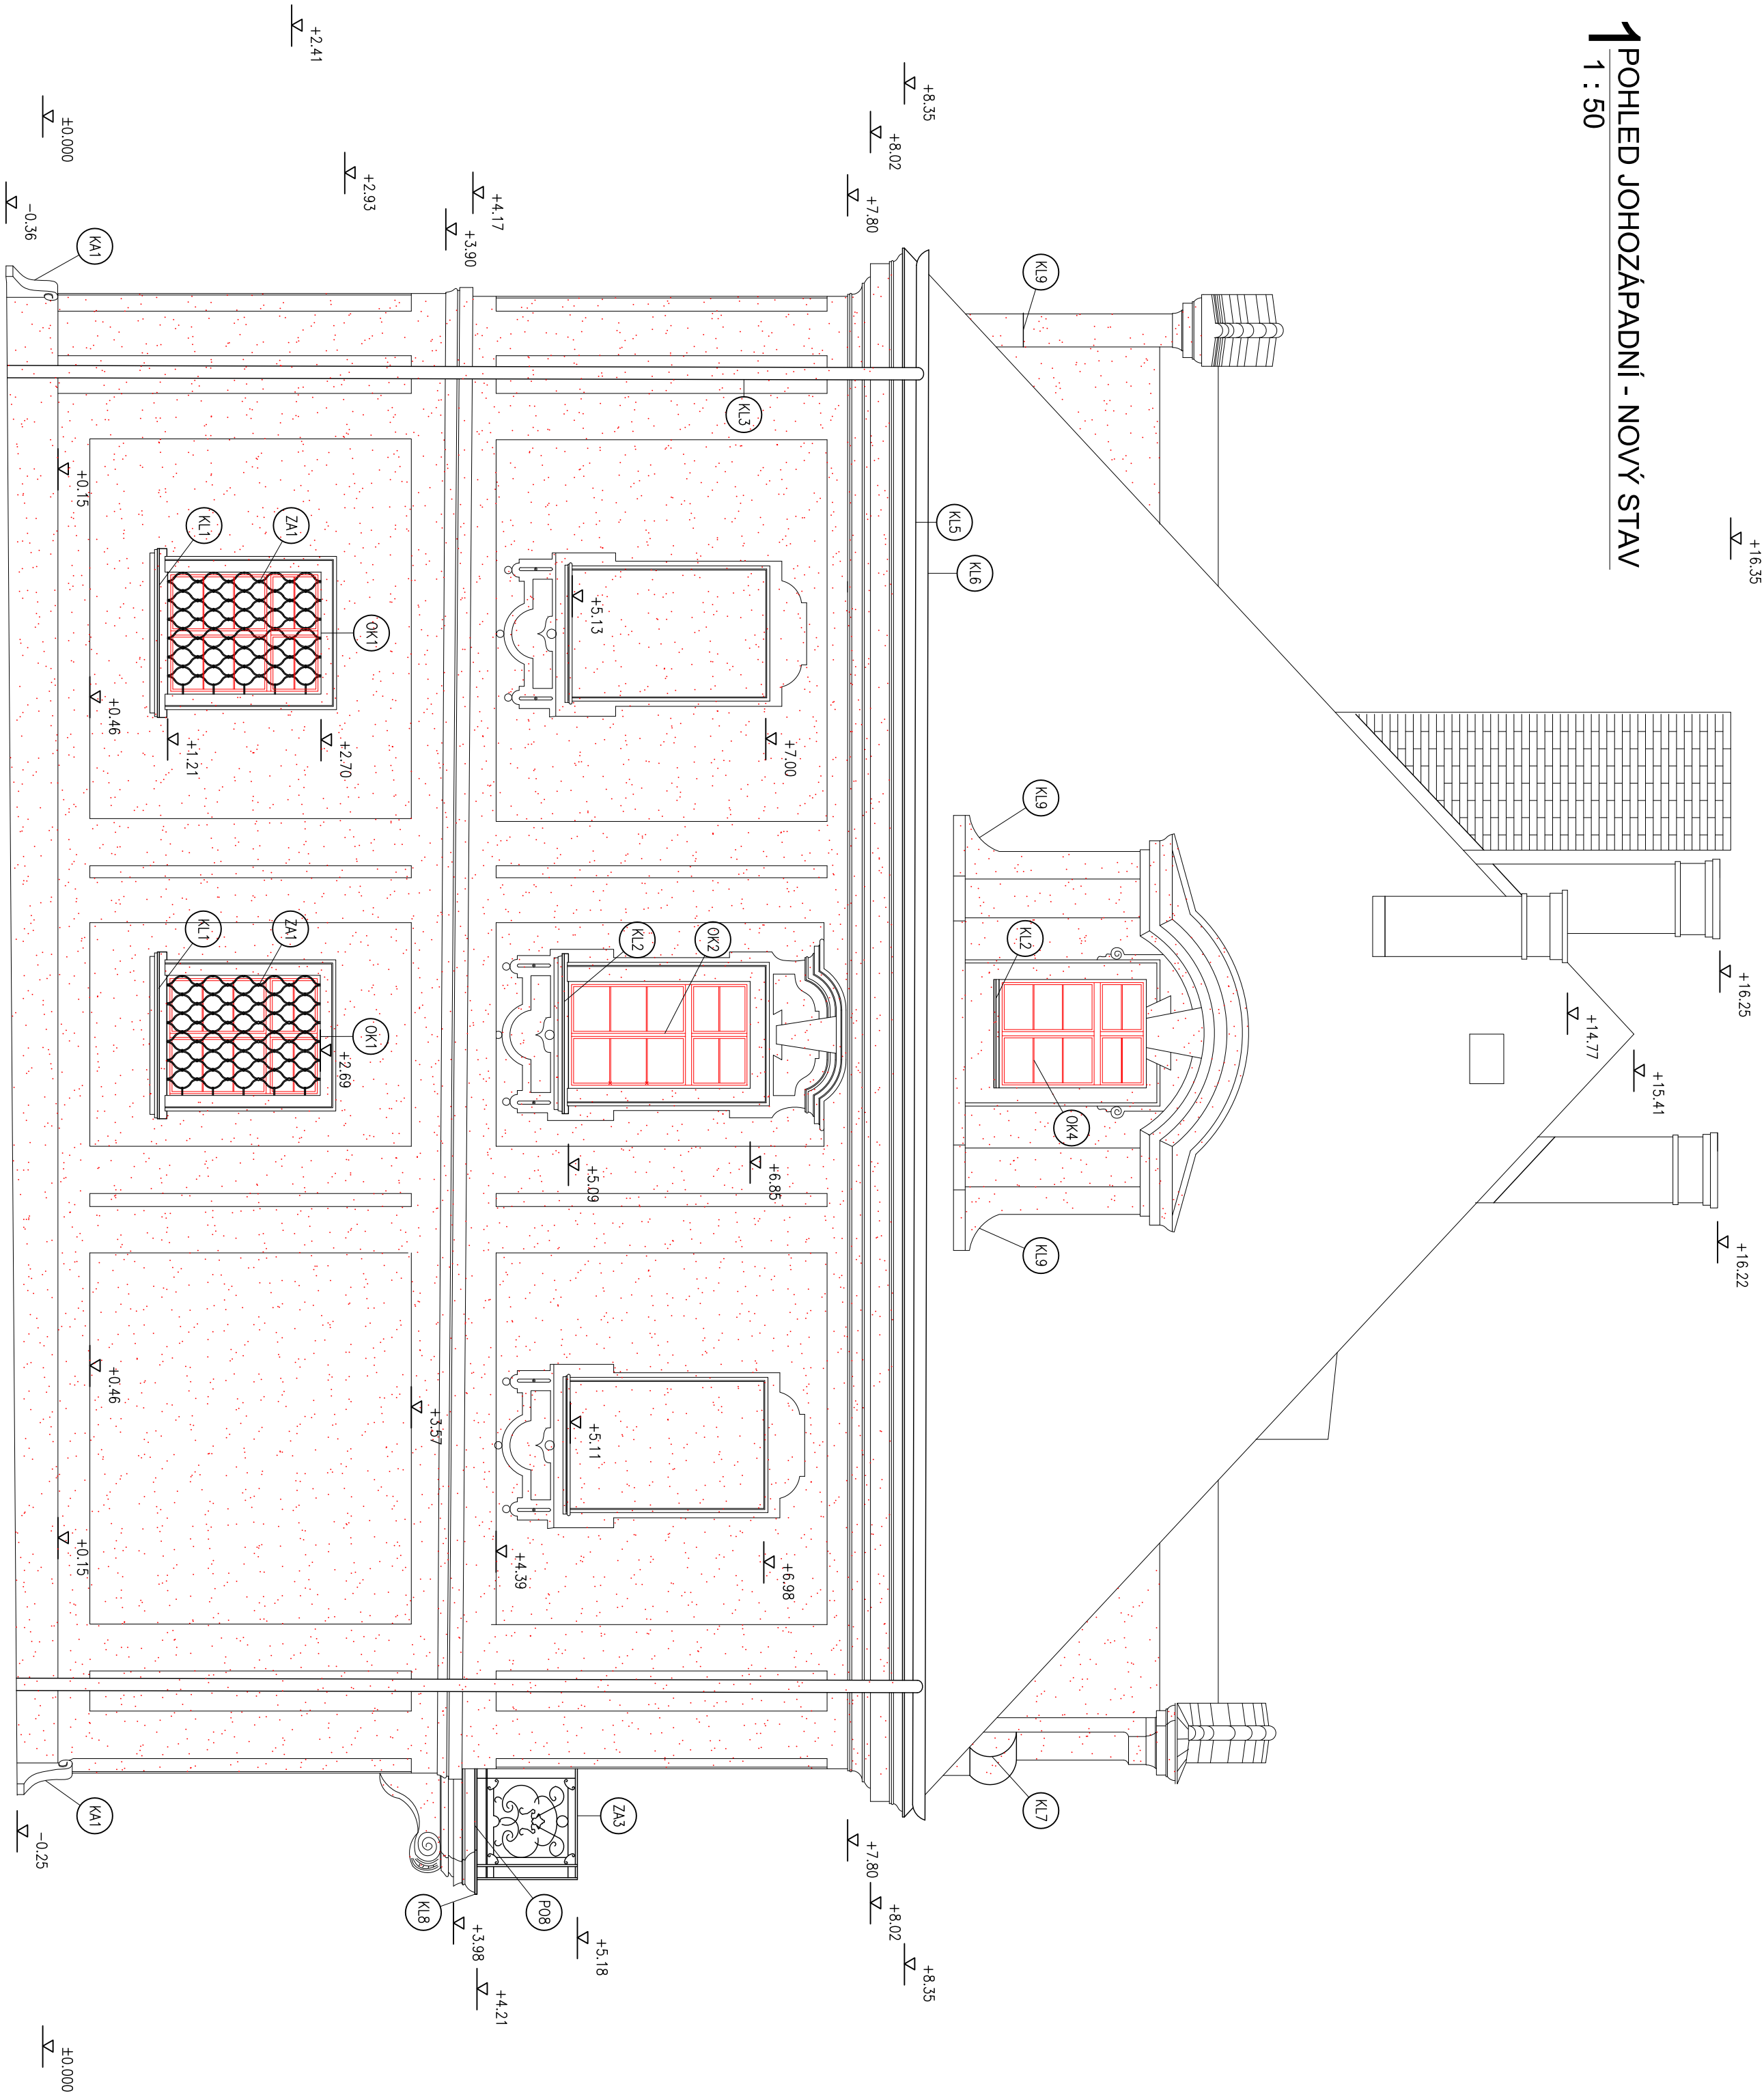 1 POHLED JOHOZÁPADNÍ - NOVÝ STAV
1 : 50
+16.35
+16.25
+16.22
+15.41
+14.77
KL9
KL9
KL2
OK4
KL9
KL7
KL5
KL6
+8.35
+8.02
+7.80
+7.80
+8.02
+8.35
KL3
+7.00
+5.13
OK2
KL2
+6.85
+5.09
+6.98
+5.11
+4.39
ZA3
PO8
KL8
+5.18
+4.21
+3.98
+4.17
+3.90
+3.57
+2.93
+2.41
OK1
ZA1
KL1
+2.70
+1.21
OK1
ZA1
KL1
+2.69
+0.46
+0.46
+0.15
+0.15
KA1
KA1
±0.000
-0.36
-0.25
±0.000